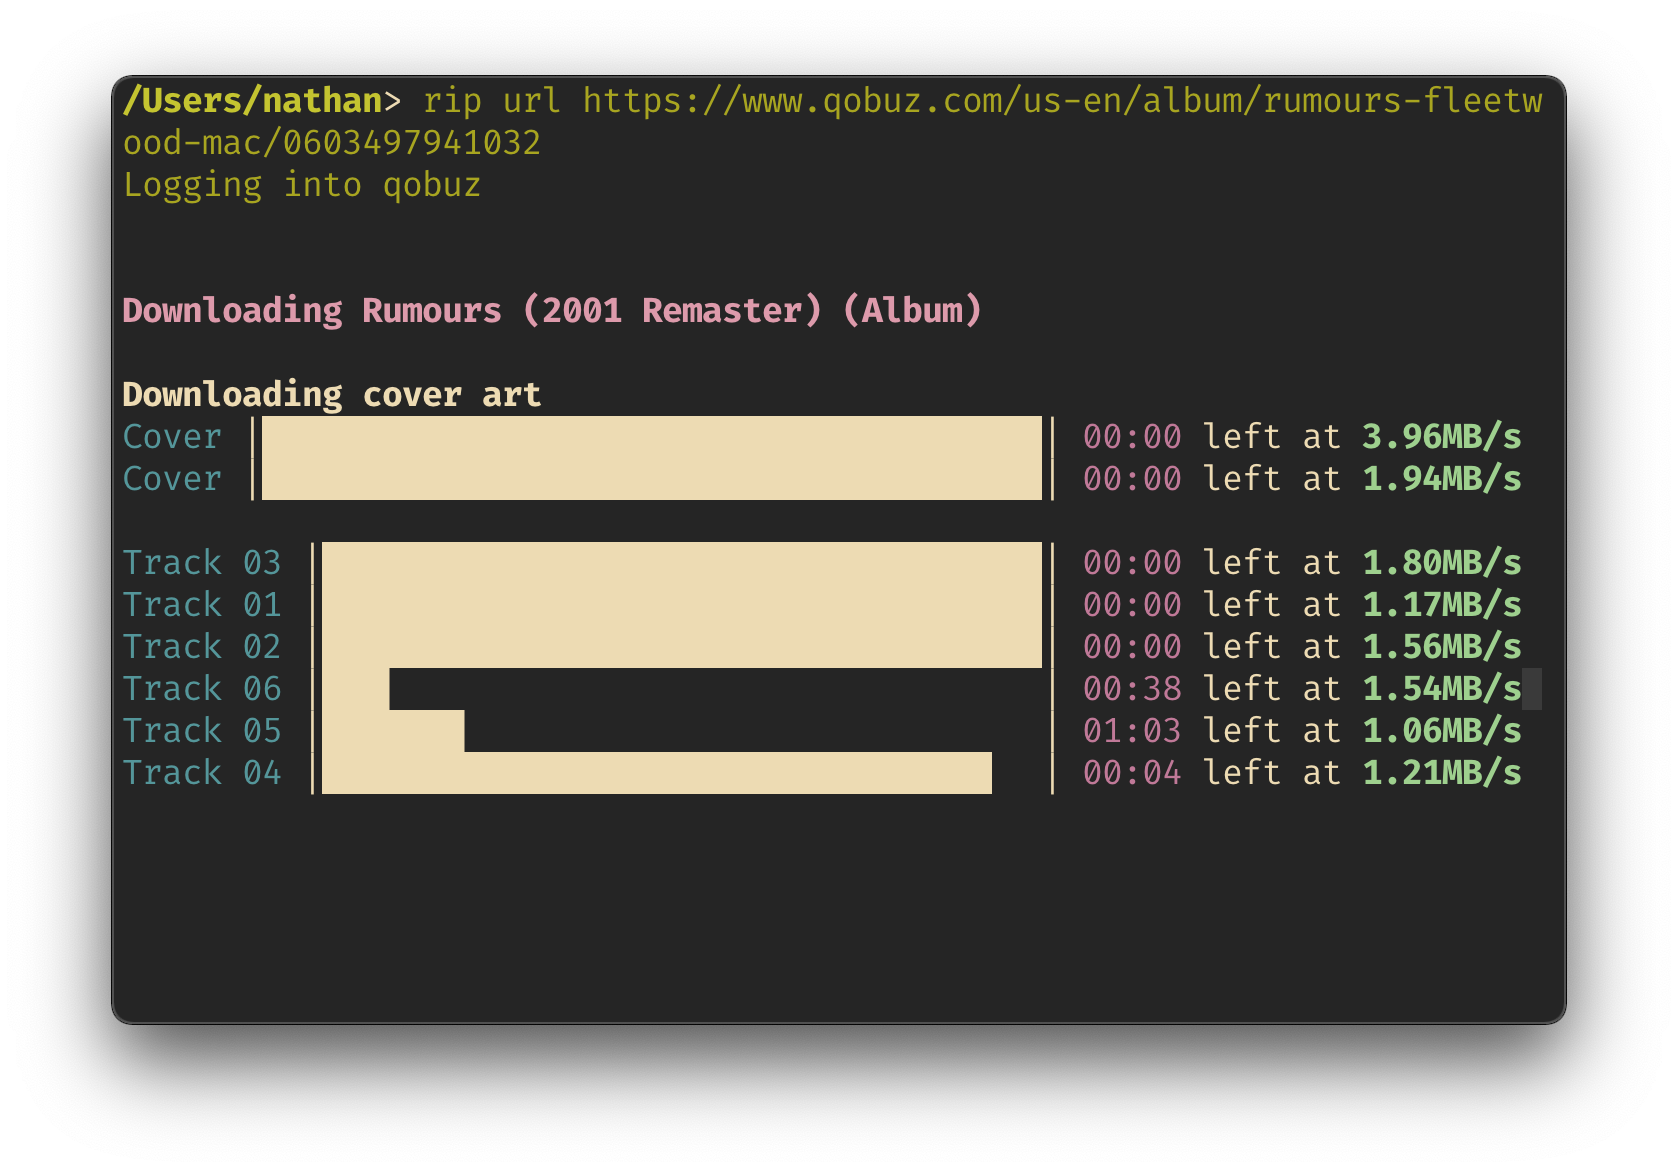 /Users/nathan> rip url https://www.qobuz.com/us-en/album/rumours-fleetw
ood-mac/0603497941032
Logging into qobuz
Downloading Rumours (2001 Remaster) (Album)
Downloading cover art
Cover | | 00:00 left at 3.96MB/s
Cover | | 00:00 left at 1.94MB/s
Track 03 | | 00:00 left at 1.80MB/s
Track 01 | | 00:00 left at 1.17MB/s
Track 02 | | 00:00 left at 1.56MB/s
Track 06 | | 00:38 left at 1.54MB/s
Track 05 | | 01:03 left at 1.06MB/s
Track 04 | | 00:04 left at 1.21MB/s